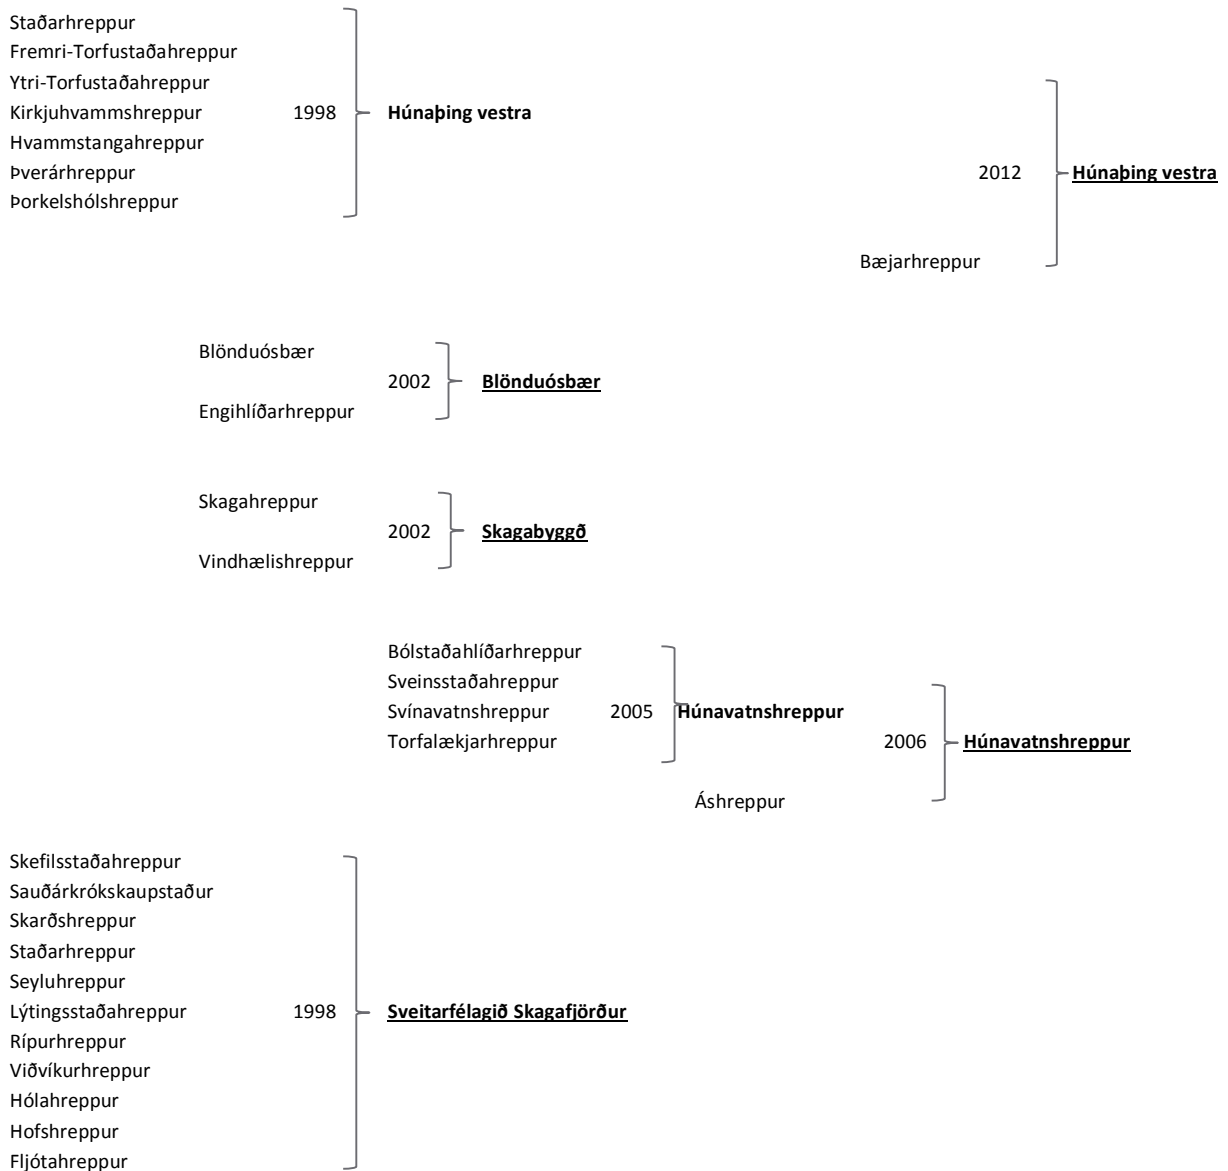 Staðarhreppur
Fremri-Torfustaðahreppur
Ytri-Torfustaðahreppur
Kirkjuhvammshreppur 1998 Húnaþing vestra
Hvammstangahreppur
Þverárhreppur 2012 Húnaþing vestra
Þorkelshólshreppur
Bæjarhreppur
Blönduósbær
2002 Blönduósbær
Engihlíðarhreppur
Skagahreppur
2002 Skagabyggð
Vindhælishreppur
Bólstaðahlíðarhreppur
Sveinsstaðahreppur
Svínavatnshreppur 2005 Húnavatnshreppur
Torfalækjarhreppur 2006 Húnavatnshreppur
Áshreppur
Skefilsstaðahreppur
Sauðárkrókskaupstaður
Skarðshreppur
Staðarhreppur
Seyluhreppur
Lýtingsstaðahreppur 1998 Sveitarfélagið Skagafjörður
Rípurhreppur
Viðvíkurhreppur
Hólahreppur
Hofshreppur
Fljótahreppur